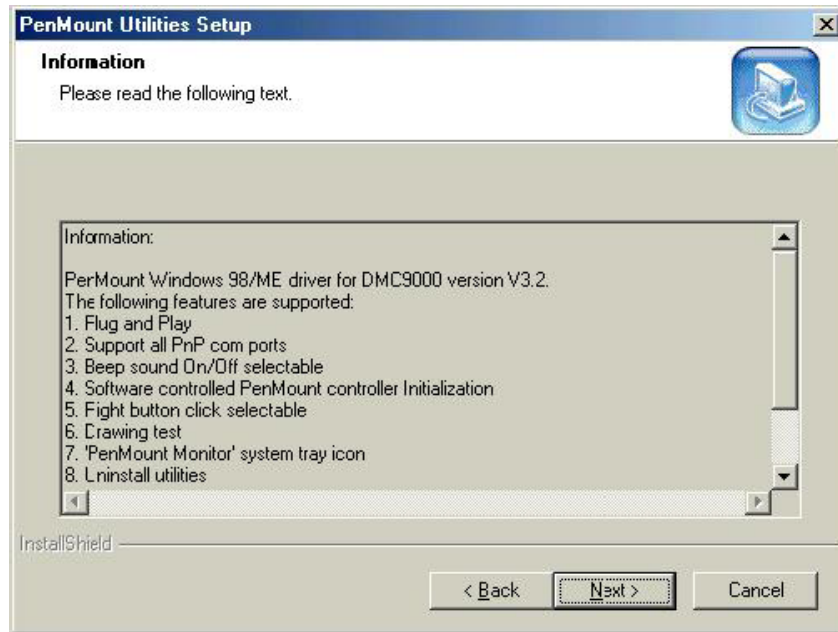 PenMount Utilities Setup
Information
Please read the following text.
Information:
PerMount Windows 98/ME driver for DMC9000 version V3.2.
The following features are supported:
1. Flug and Play
2. Support all PnP com ports
3. Beep sound On/Off selectable
4. Software controlled PenMount controller Initialization
5. Fight button click selectable
6. Drawing test
7. 'PenMount Monitor' system tray icon
8. Uninstall utilities
InstallShield
< Back
Next >
Cancel